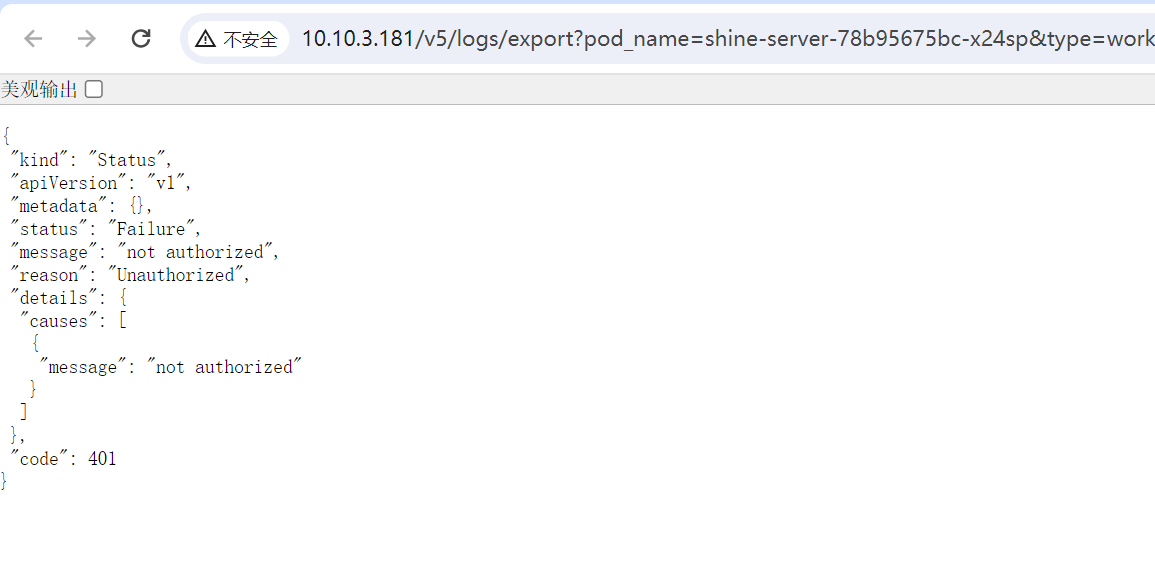 不安全 10.10.3.181/v5/logs/export?pod_name=shine-server-78b95675bc-x24sp&type=work
美观输出
{
"kind": "Status",
"apiVersion": "v1",
"metadata": {},
"status": "Failure",
"message": "not authorized",
"reason": "Unauthorized",
"details": {
"causes": [
{
"message": "not authorized"
}
]
},
"code": 401
}